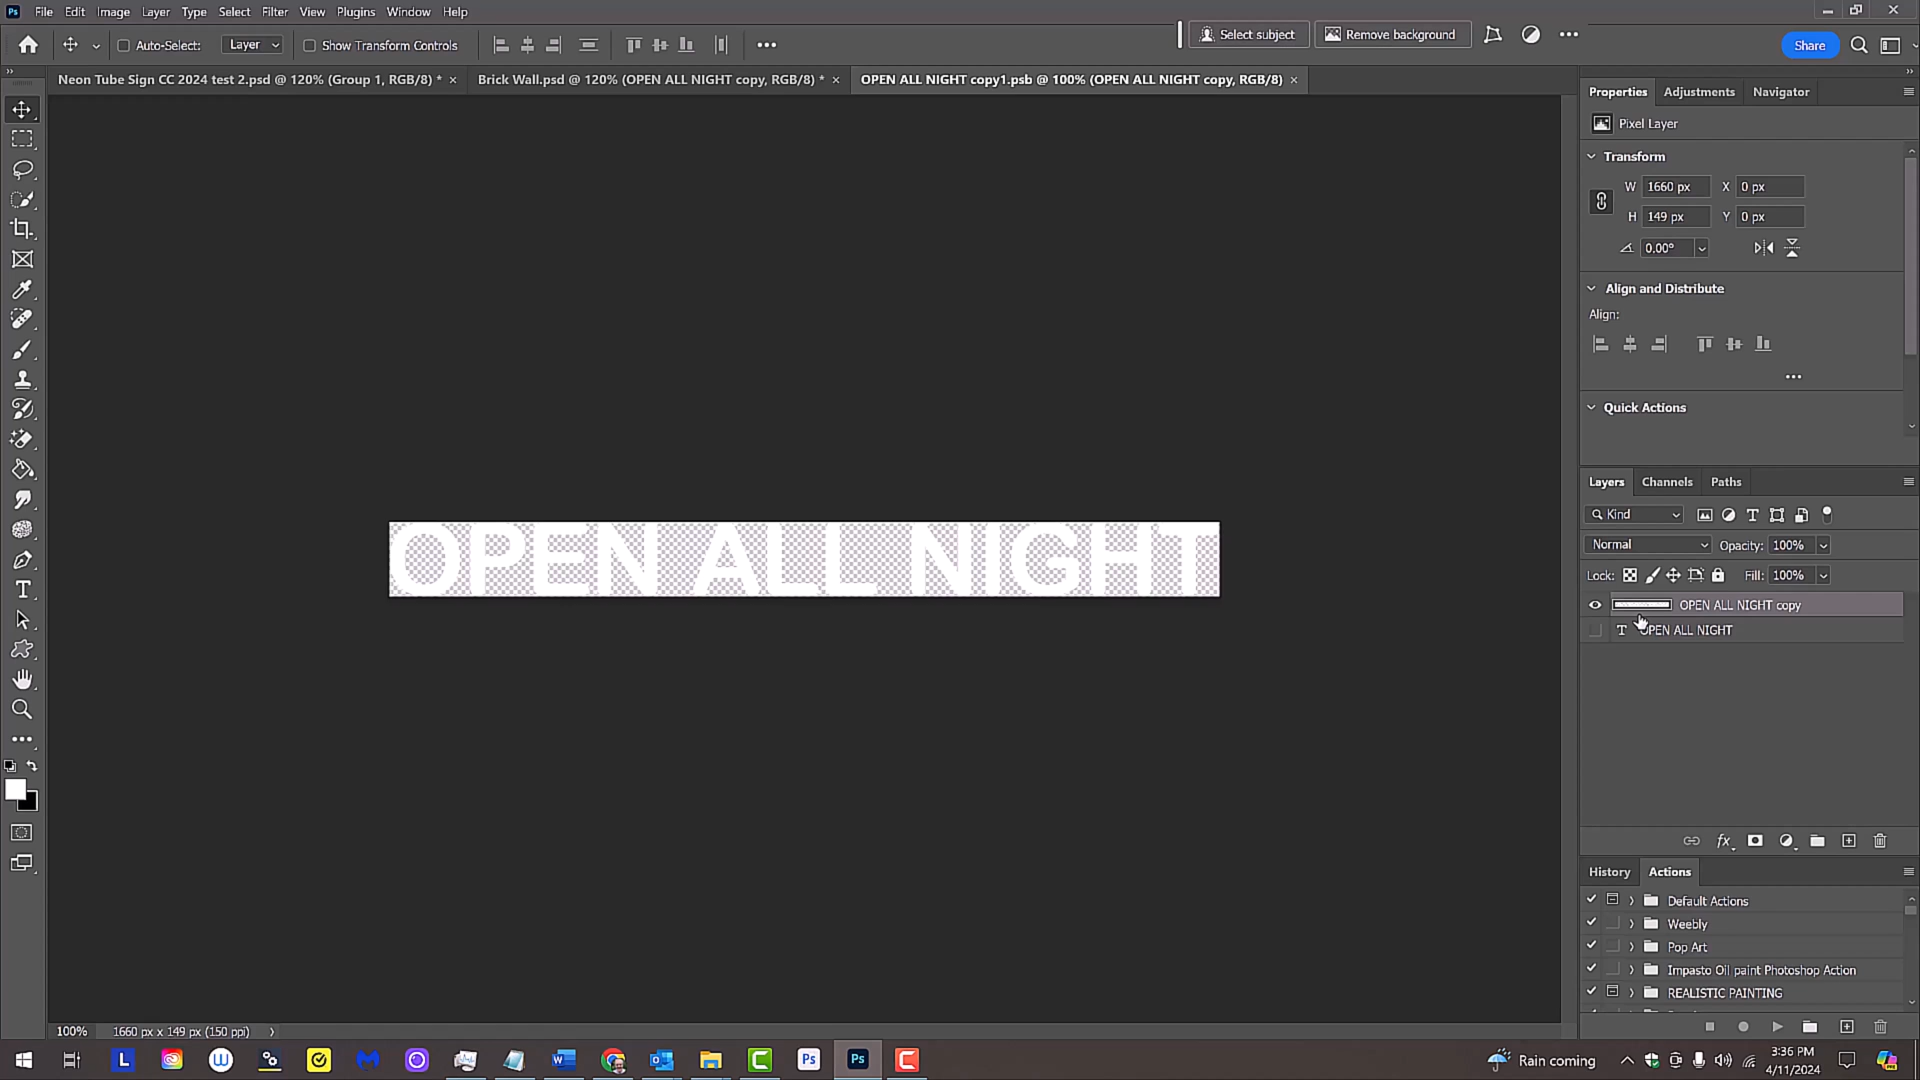 Ps File Edit Image Layer Type Select Filter View Plugins Window Help
Auto-Select: Layer Show Transform Controls Select subject Remove background Share
Neon Tube Sign CC 2024 test 2.psd @ 120% (Group 1, RGB/8) * × Brick Wall.psd @ 120% (OPEN ALL NIGHT copy, RGB/8) * × OPEN ALL NIGHT copy1.psb @ 100% (OPEN ALL NIGHT copy, RGB/8) ×
Properties Adjustments Navigator
Pixel Layer
Transform
W 1660 px X 0 px
H 149 px Y 0 px
0.00°
Align and Distribute
Align:
Quick Actions
OPEN ALL NIGHT
Layers Channels Paths
Kind
Normal Opacity: 100%
Lock: Fill: 100%
OPEN ALL NIGHT copy
T OPEN ALL NIGHT
fx
History Actions
Default Actions
Weebly
Pop Art
Impasto Oil paint Photoshop Action
REALISTIC PAINTING
100% 1660 px x 149 px (150 ppi)
L W Ps Ps C Rain coming 3:36 PM
4/11/2024